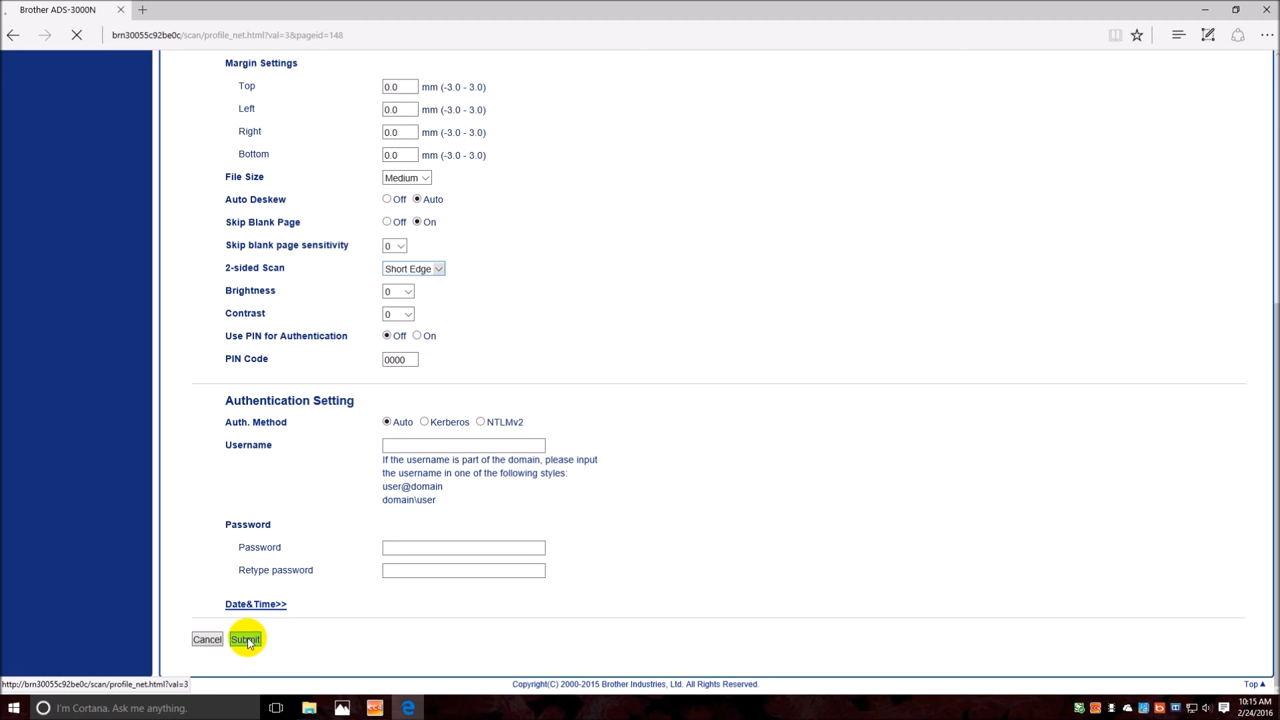 Brother ADS-3000N
brn30055c92be0c/scan/profile_net.html?val=3&pageid=148
Margin Settings
Top 0.0 mm (-3.0 - 3.0)
Left 0.0 mm (-3.0 - 3.0)
Right 0.0 mm (-3.0 - 3.0)
Bottom 0.0 mm (-3.0 - 3.0)
File Size Medium
Auto Deskew Off Auto
Skip Blank Page Off On
Skip blank page sensitivity 0
2-sided Scan Short Edge
Brightness 0
Contrast 0
Use PIN for Authentication Off On
PIN Code 0000
Authentication Setting
Auth. Method Auto Kerberos NTLMv2
Username
If the username is part of the domain, please input
the username in one of the following styles:
user@domain
domain\user
Password
Password
Retype password
Date&Time>>
Cancel Submit
http://brn30055c92be0c/scan/profile_net.html?val=3
Copyright(C) 2000-2015 Brother Industries, Ltd. All Rights Reserved. Top
I'm Cortana. Ask me anything.
10:15 AM
2/24/2016